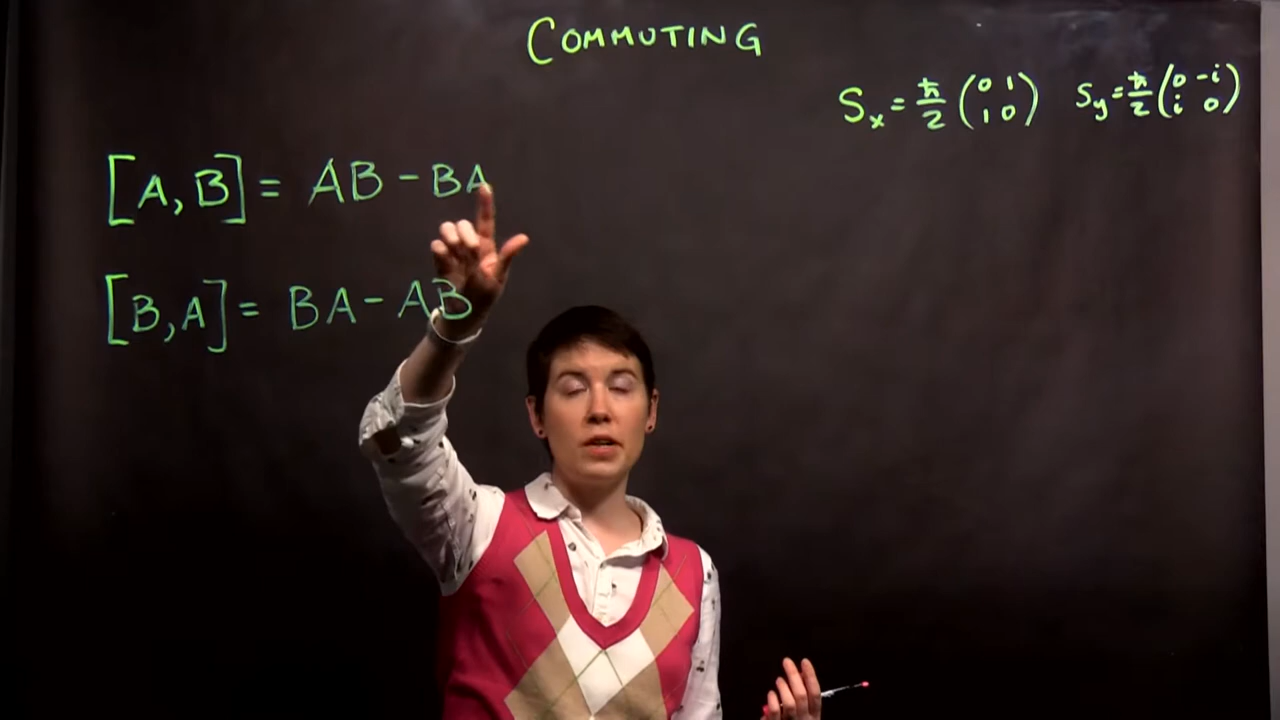 COMMUTING
Sx = ħ/2 (0 1 / 1 0) Sy = ħ/2 (0 -i / i 0)
[A, B] = AB - BA
[B, A] = BA - AB